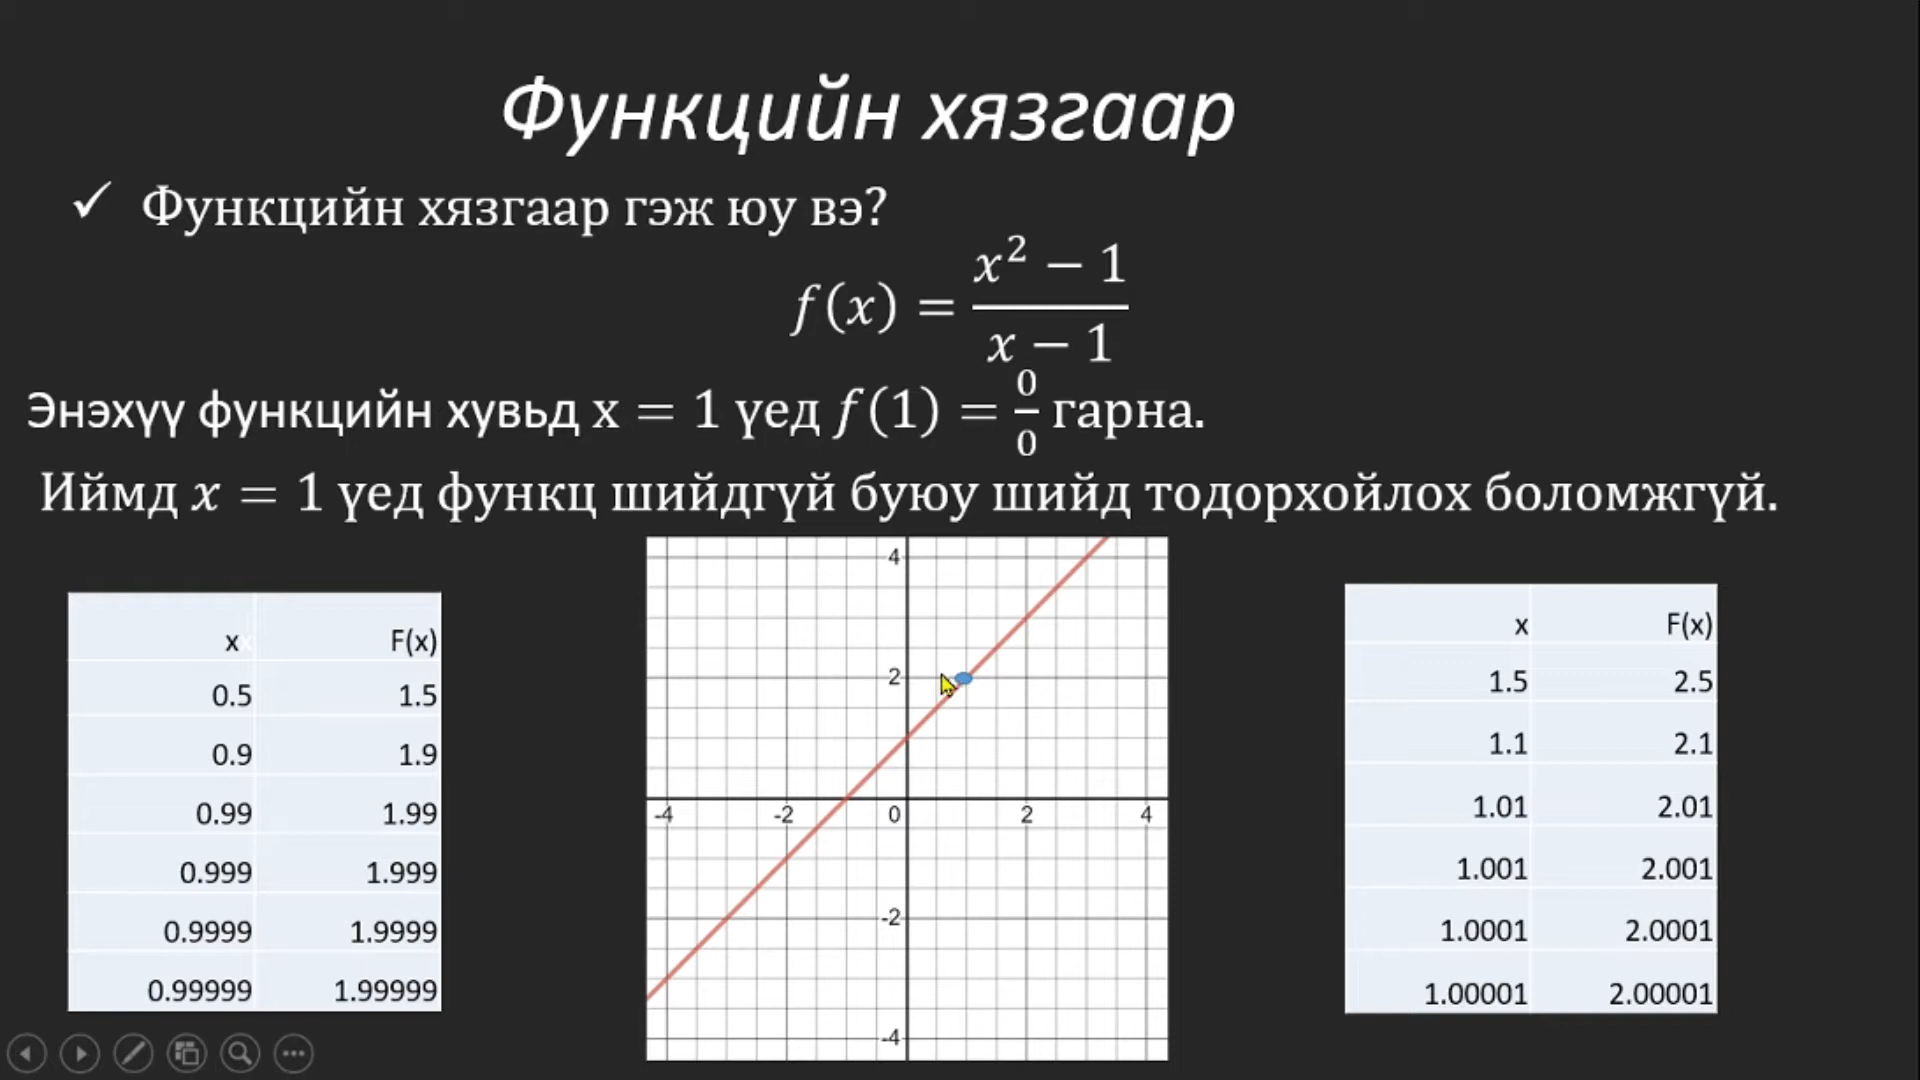 Функцийн хязгаар
✓ Функцийн хязгаар гэж юу вэ?
f(x) = (x² − 1)/(x − 1)
Энэхүү функцийн хувьд x = 1 үед f(1) = 0/0 гарна.
Иймд x = 1 үед функц шийдгүй буюу шийд тодорхойлох боломжгүй.
x F(x)
0.5 1.5
0.9 1.9
0.99 1.99
0.999 1.999
0.9999 1.9999
0.99999 1.99999
4
2
-4 -2 0 2 4
-2
-4
x F(x)
1.5 2.5
1.1 2.1
1.01 2.01
1.001 2.001
1.0001 2.0001
1.00001 2.00001